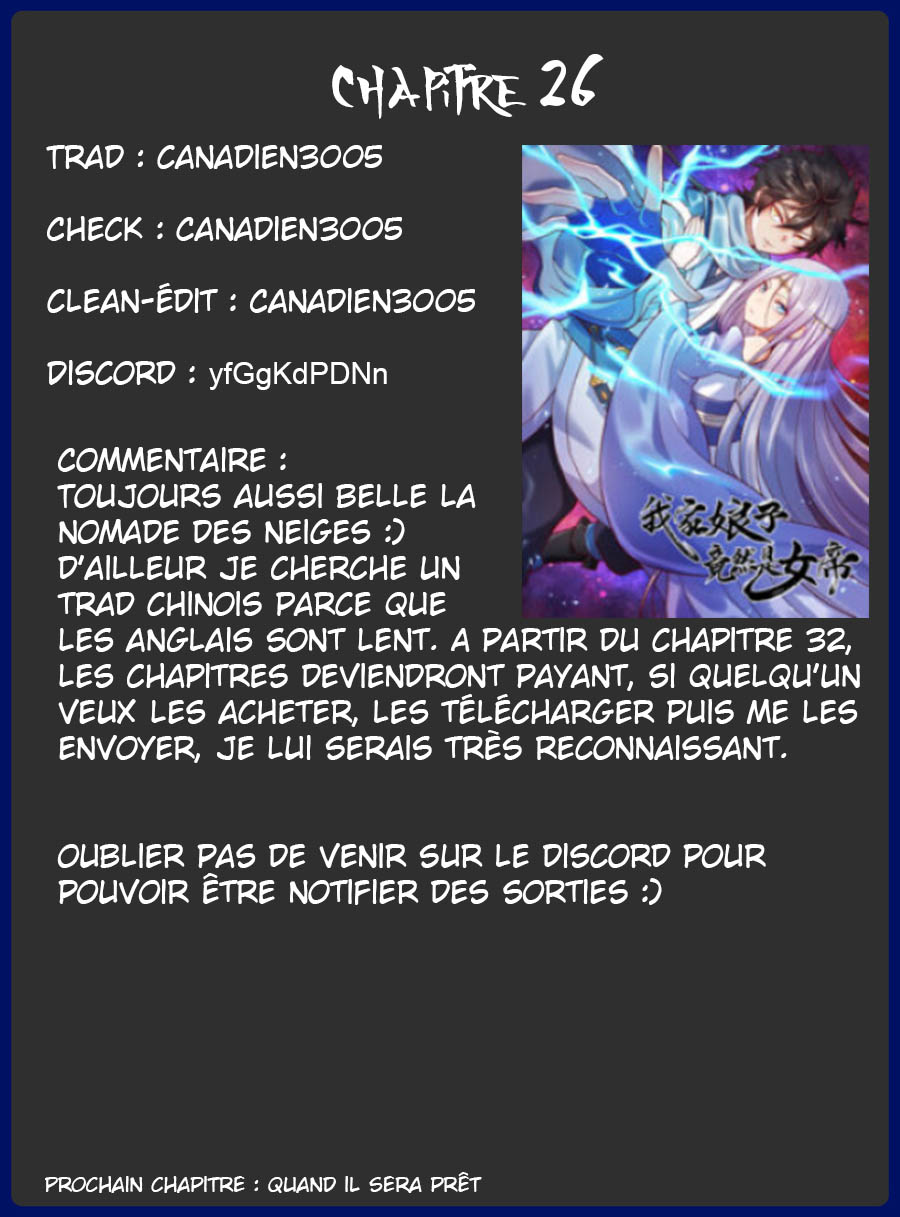 CHAPITRE 26
TRAD : CANADIEN3005
CHECK : CANADIEN3005
CLEAN-ÉDIT : CANADIEN3005
DISCORD : yfGgKdPDNn
COMMENTAIRE :
TOUJOURS AUSSI BELLE LA
NOMADE DES NEIGES :)
D'AILLEUR JE CHERCHE UN
TRAD CHINOIS PARCE QUE
LES ANGLAIS SONT LENT. A PARTIR DU CHAPITRE 32,
LES CHAPITRES DEVIENDRONT PAYANT, SI QUELQU'UN
VEUX LES ACHETER, LES TÉLÉCHARGER PUIS ME LES
ENVOYER, JE LUI SERAIS TRÈS RECONNAISSANT.
我家娘子
竟然是女帝
OUBLIER PAS DE VENIR SUR LE DISCORD POUR
POUVOIR ÊTRE NOTIFIER DES SORTIES :)
PROCHAIN CHAPITRE : QUAND IL SERA PRÊT